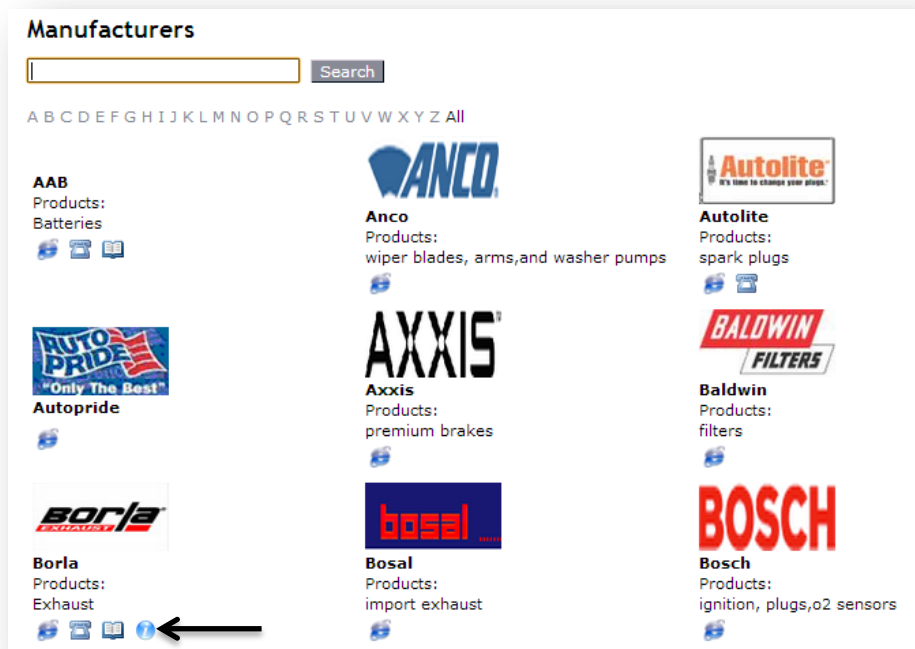 Manufacturers
Search
A B C D E F G H I J K L M N O P Q R S T U V W X Y Z All
AAB
Products:
Batteries
ANCO
Anco
Products:
wiper blades, arms,and washer pumps
Autolite
It's time to change your plugs.
Autolite
Products:
spark plugs
AUTO
PRIDE
"Only The Best"
Autopride
AXXIS
Axxis
Products:
premium brakes
BALDWIN
FILTERS
Baldwin
Products:
filters
Borla
EXHAUST
Borla
Products:
Exhaust
bosal
Bosal
Products:
import exhaust
BOSCH
Bosch
Products:
ignition, plugs,o2 sensors